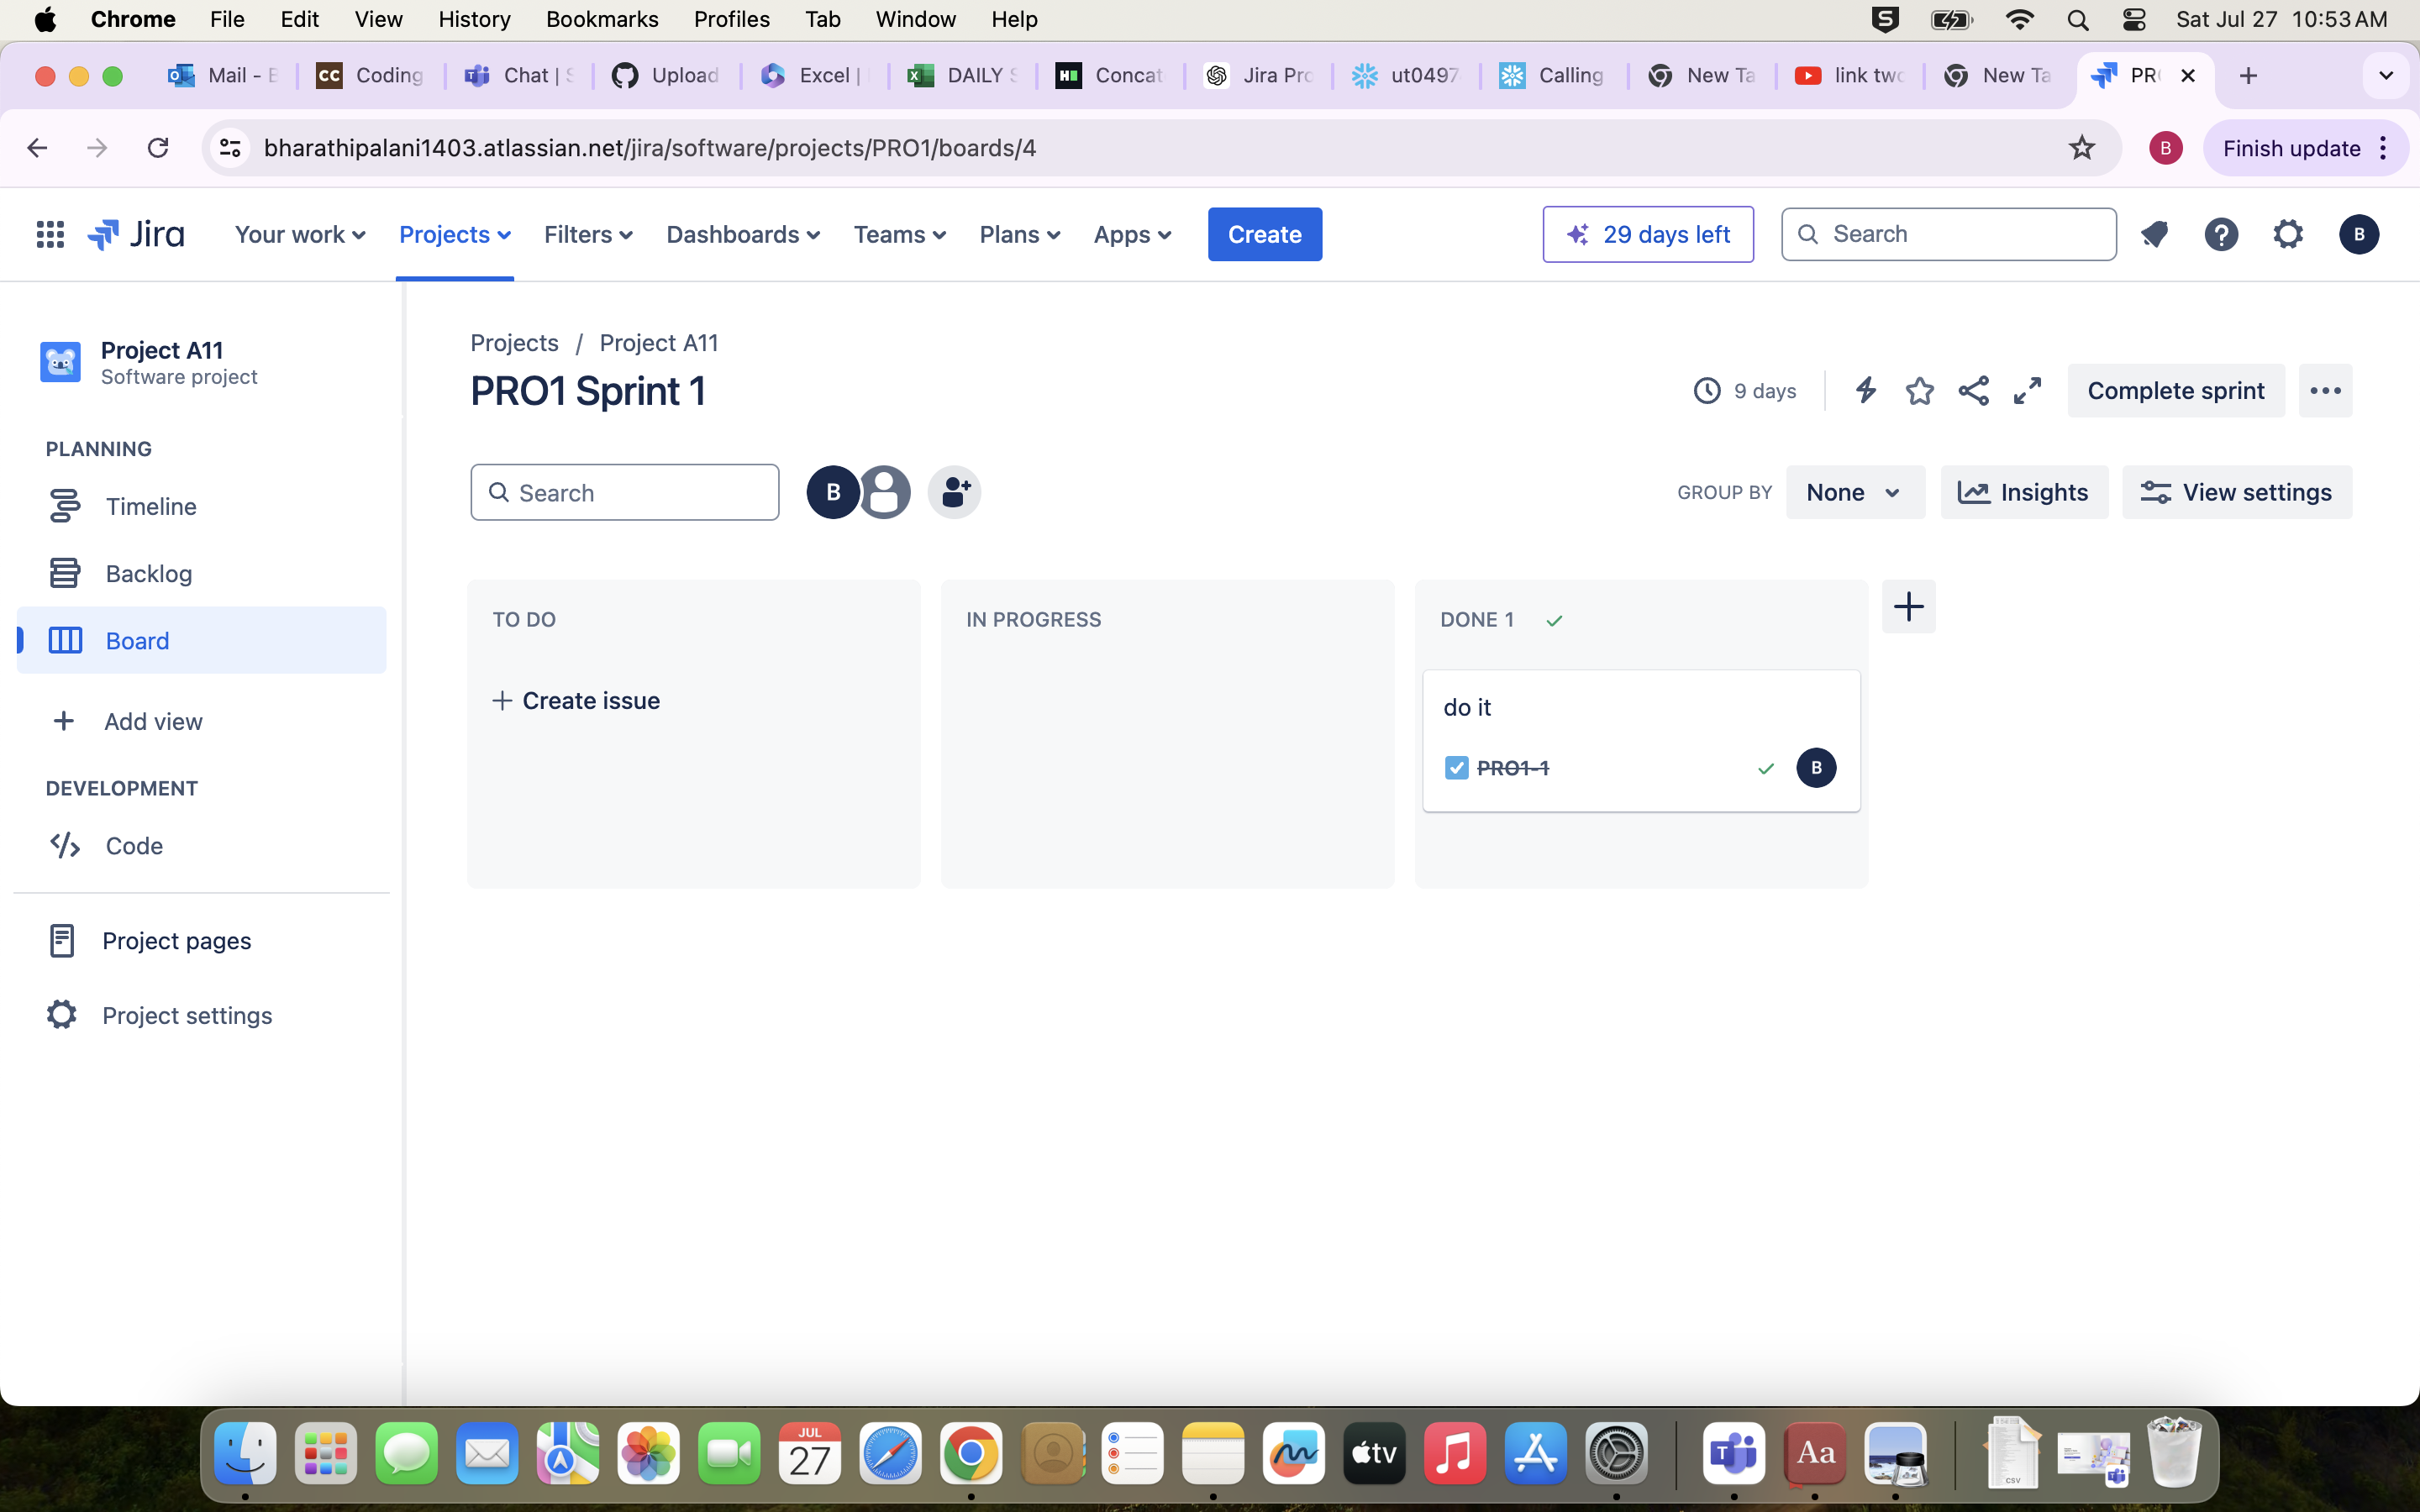 Chrome File Edit View History Bookmarks Profiles Tab Window Help S Sat Jul 27 10:53 AM
Mail - E CC Coding Chat | S Upload Excel | DAILY S Concat Jira Pro ut0497 Calling New Ta link two New Ta PR
bharathipalani1403.atlassian.net/jira/software/projects/PRO1/boards/4 B Finish update
Jira Your work Projects Filters Dashboards Teams Plans Apps Create 29 days left Search B
Project A11
Software project
PLANNING
Timeline
Backlog
Board
Add view
DEVELOPMENT
Code
Project pages
Project settings
Projects / Project A11
PRO1 Sprint 1
9 days Complete sprint
Search B GROUP BY None Insights View settings
TO DO
Create issue
IN PROGRESS
DONE 1
do it
PRO1-1 B
JUL
27
tv
T
Aa
CSV